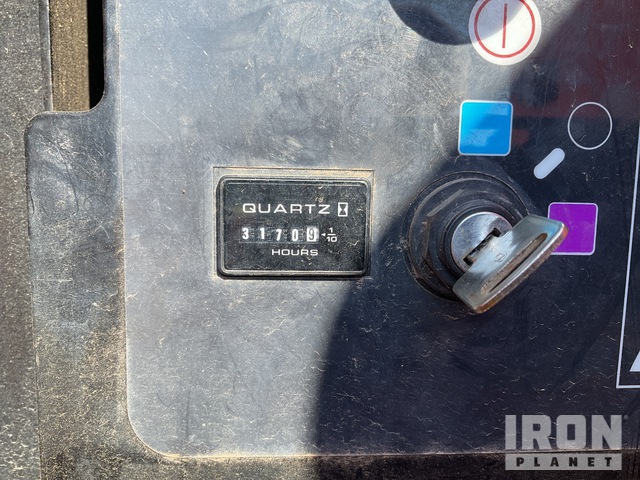 QUARTZ
31709 1/10
HOURS
IRON
PLANET